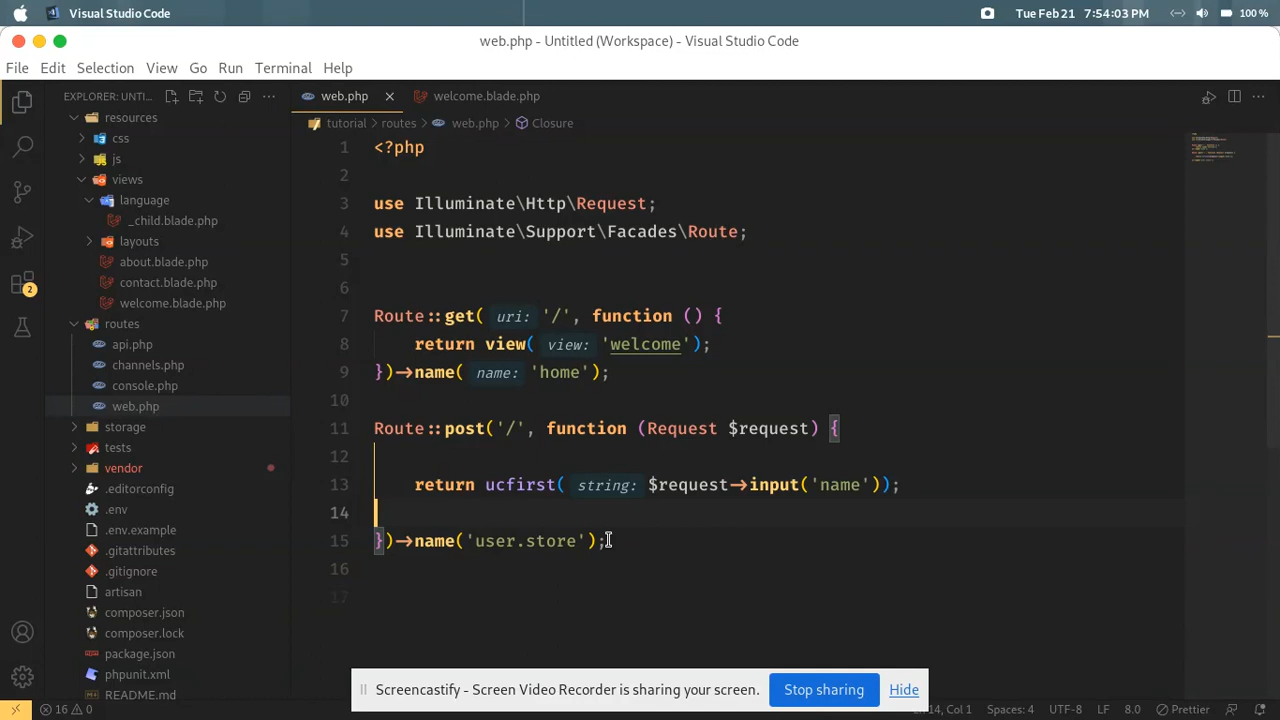 Visual Studio Code
Tue Feb 21 7:54:03 PM
100 %
web.php - Untitled (Workspace) - Visual Studio Code
File Edit Selection View Go Run Terminal Help
EXPLORER: UNTI...
web.php
welcome.blade.php
tutorial > routes > web.php > Closure
resources
css
js
views
language
_child.blade.php
layouts
about.blade.php
contact.blade.php
welcome.blade.php
routes
api.php
channels.php
console.php
web.php
storage
tests
vendor
.editorconfig
.env
.env.example
.gitattributes
.gitignore
artisan
composer.json
composer.lock
package.json
phpunit.xml
README.md
2
1 <?php
2
3 use Illuminate\Http\Request;
4 use Illuminate\Support\Facades\Route;
5
6
7 Route::get( uri: '/', function () {
8 return view( view: 'welcome');
9 })->name( name: 'home');
10
11 Route::post('/', function (Request $request) {
12
13 return ucfirst( string: $request->input('name'));
14
15 })->name('user.store');
16
17
Screencastify - Screen Video Recorder is sharing your screen.
Stop sharing
Hide
16 0
14, Col 1
Spaces: 4
UTF-8
LF
8.0
Prettier